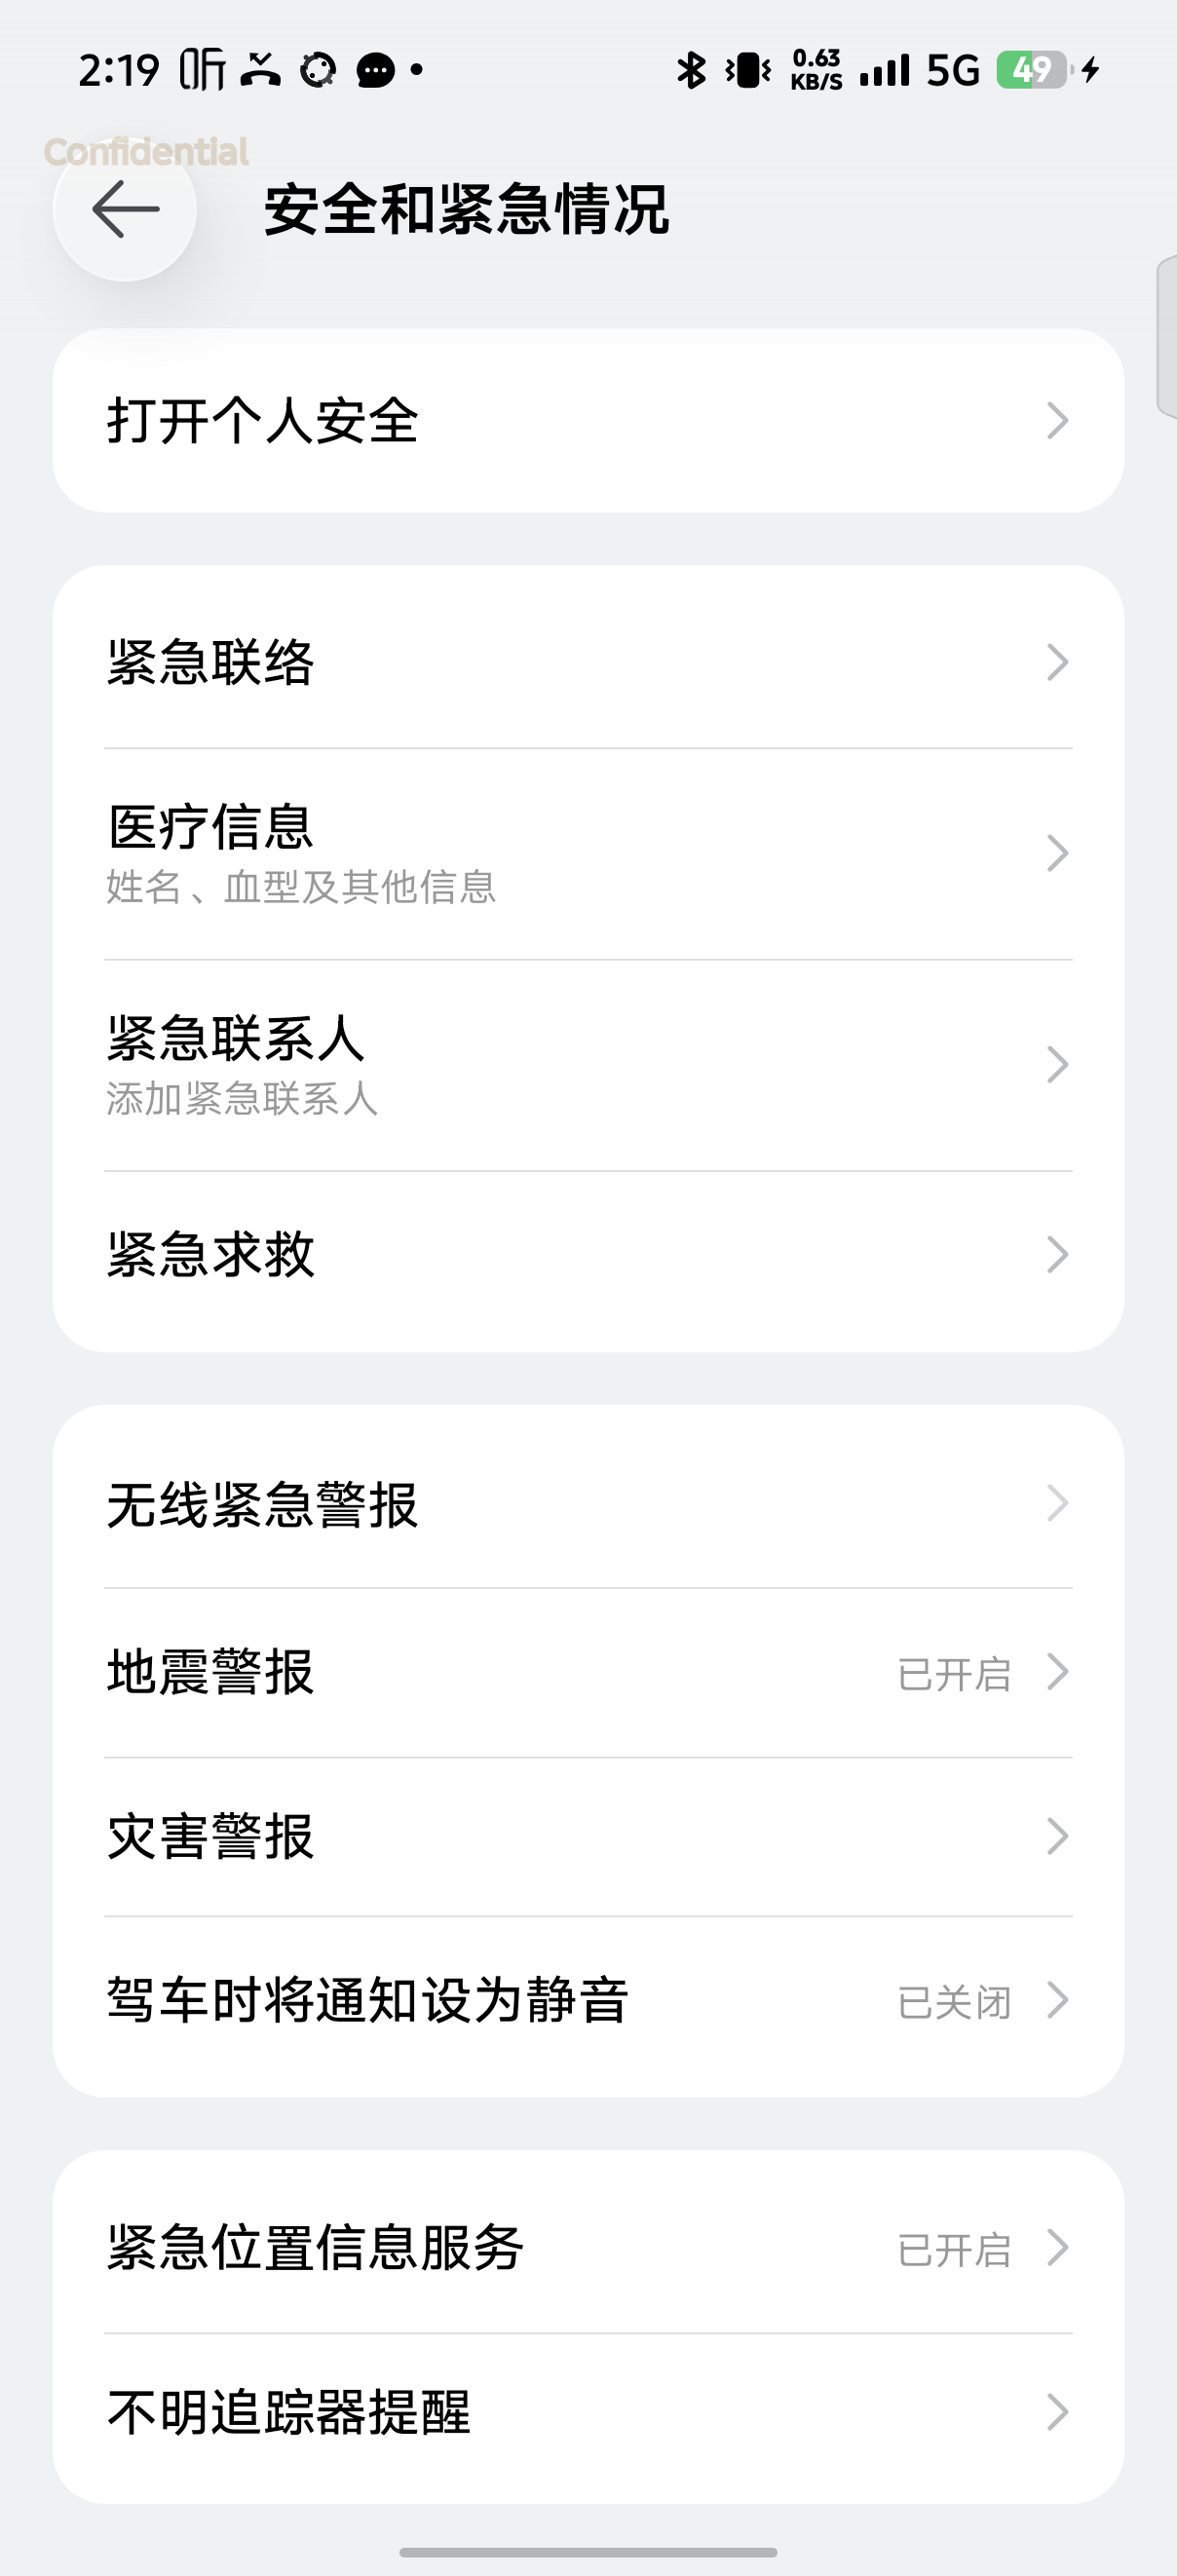 2:19 听 0.63 KB/S 5G 49
Confidential
安全和紧急情况
打开个人安全
紧急联络
医疗信息
姓名、血型及其他信息
紧急联系人
添加紧急联系人
紧急求救
无线紧急警报
地震警报 已开启
灾害警报
驾车时将通知设为静音 已关闭
紧急位置信息服务 已开启
不明追踪器提醒